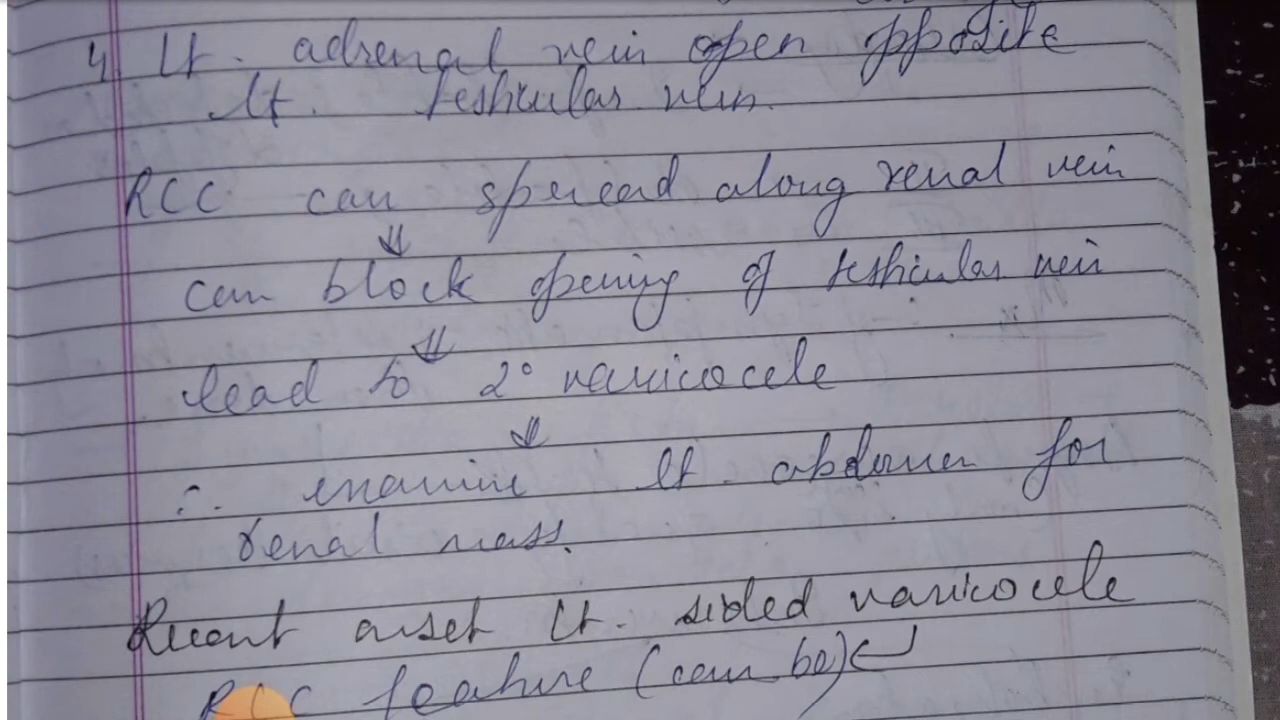 4) Lt. adrenal vein open opposite
Lt. testicular vein.
RCC can spread along renal vein
⇓
can block opening of testicular vein
⇓
lead to 2° varicocele
⇓
∴ examine Lt. abdomen for
renal mass.
Recent onset Lt. sided varicocele
RCC feature (can be) ↵